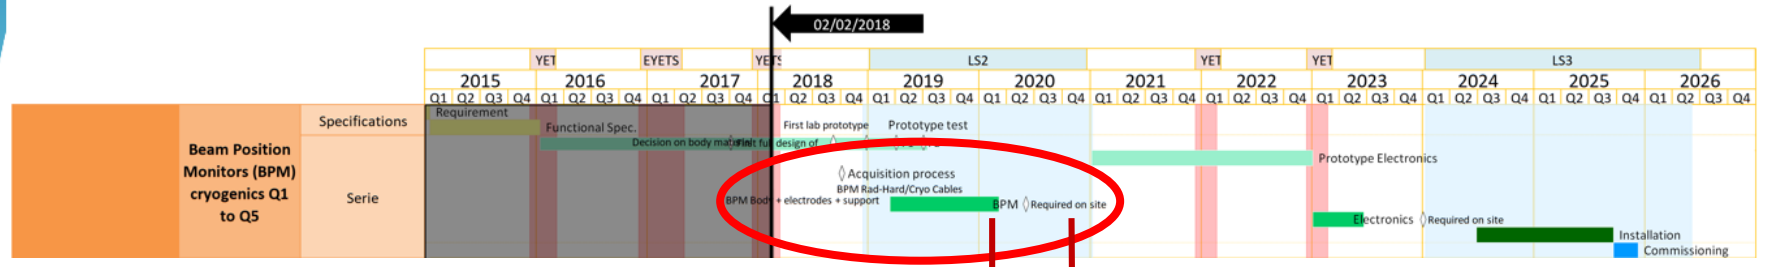 02/02/2018
YET EYETS YETS LS2 YET YET LS3
2015 2016 2017 2018 2019 2020 2021 2022 2023 2024 2025 2026
Q1 Q2 Q3 Q4 Q1 Q2 Q3 Q4 Q1 Q2 Q3 Q4 Q1 Q2 Q3 Q4 Q1 Q2 Q3 Q4 Q1 Q2 Q3 Q4 Q1 Q2 Q3 Q4 Q1 Q2 Q3 Q4 Q1 Q2 Q3 Q4 Q1 Q2 Q3 Q4 Q1 Q2 Q3 Q4 Q1 Q2 Q3 Q4
Beam Position
Monitors (BPM)
cryogenics Q1
to Q5
Specifications
Requirement
Functional Spec.
First lab prototype
Prototype test
Decision on body material
First full design of
Prototype Electronics
Serie
Acquisition process
BPM Rad-Hard/Cryo Cables
BPM Body + electrodes + support
BPM
Required on site
Electronics
Required on site
Installation
Commissioning